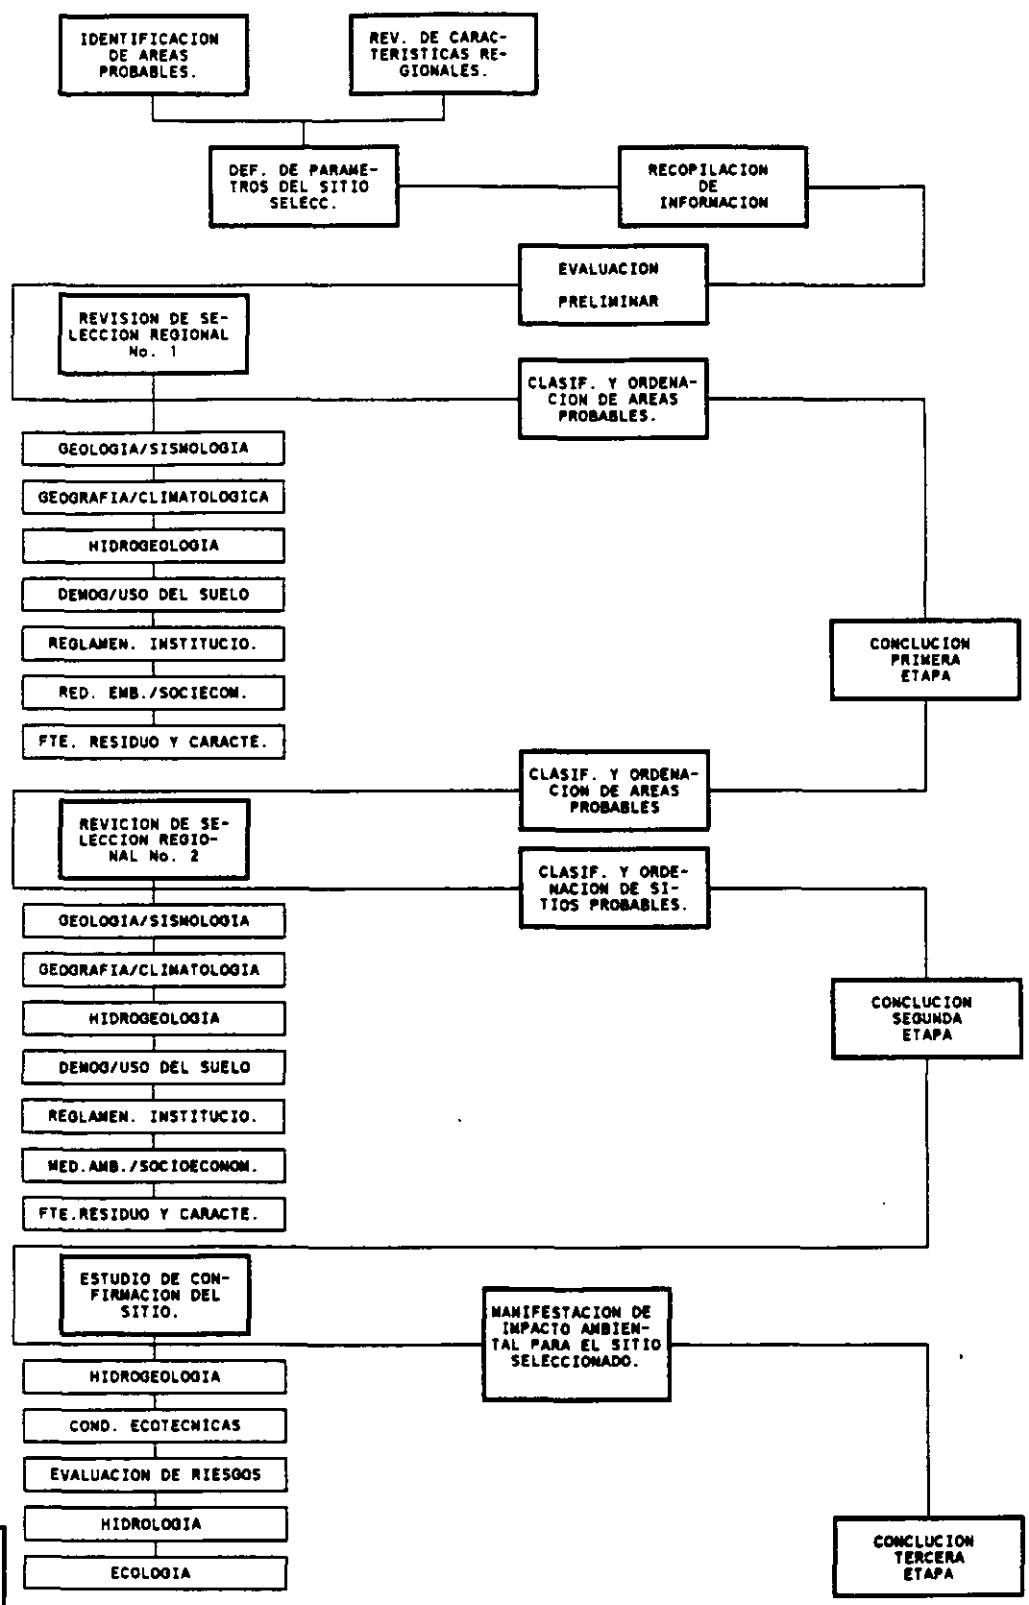 IDENTIFICACION
DE AREAS
PROBABLES.
REV. DE CARAC-
TERISTICAS RE-
GIONALES.
DEF. DE PARAME-
TROS DEL SITIO
SELECC.
RECOPILACION
DE
INFORMACION
EVALUACION
PRELIMINAR
REVISION DE SE-
LECCION REGIONAL
No. 1
CLASIF. Y ORDENA-
CION DE AREAS
PROBABLES.
GEOLOGIA/SISMOLOGIA
GEOGRAFIA/CLIMATOLOGICA
HIDROGEOLOGIA
DEMOG/USO DEL SUELO
REGLAMEN. INSTITUCIO.
RED. EMB./SOCIECOM.
FTE. RESIDUO Y CARACTE.
CONCLUCION
PRIMERA
ETAPA
CLASIF. Y ORDENA-
CION DE AREAS
PROBABLES
REVICION DE SE-
LECCION REGIO-
NAL No. 2
CLASIF. Y ORDE-
NACION DE SI-
TIOS PROBABLES.
GEOLOGIA/SISMOLOGIA
GEOGRAFIA/CLIMATOLOGIA
HIDROGEOLOGIA
DEMOG/USO DEL SUELO
REGLAMEN. INSTITUCIO.
MED.AMB./SOCIOECONOM.
FTE.RESIDUO Y CARACTE.
CONCLUCION
SEGUNDA
ETAPA
ESTUDIO DE CON-
FIRMACION DEL
SITIO.
MANIFESTACION DE
IMPACTO AMBIEN-
TAL PARA EL SITIO
SELECCIONADO.
HIDROGEOLOGIA
COND. ECOTECNICAS
EVALUACION DE RIESGOS
HIDROLOGIA
ECOLOGIA
CONCLUCION
TERCERA
ETAPA